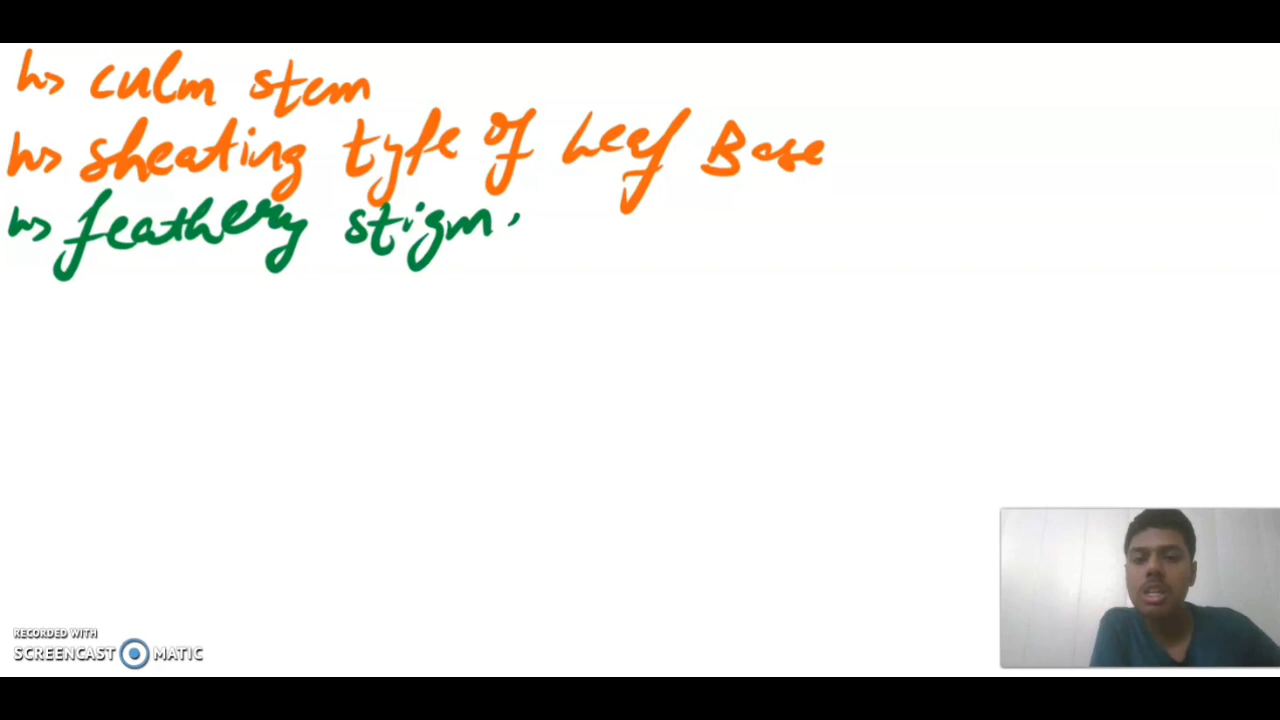 culm stem
sheating type of Leaf Base
feathery stigm
RECORDED WITH
SCREENCAST MATIC